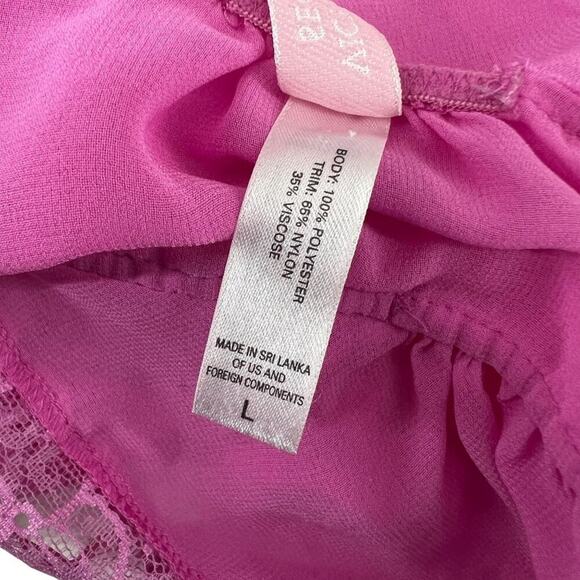 BODY: 100% POLYESTER
TRIM: 65% NYLON
35% VISCOSE
MADE IN SRI LANKA
OF US AND
FOREIGN COMPONENTS
L